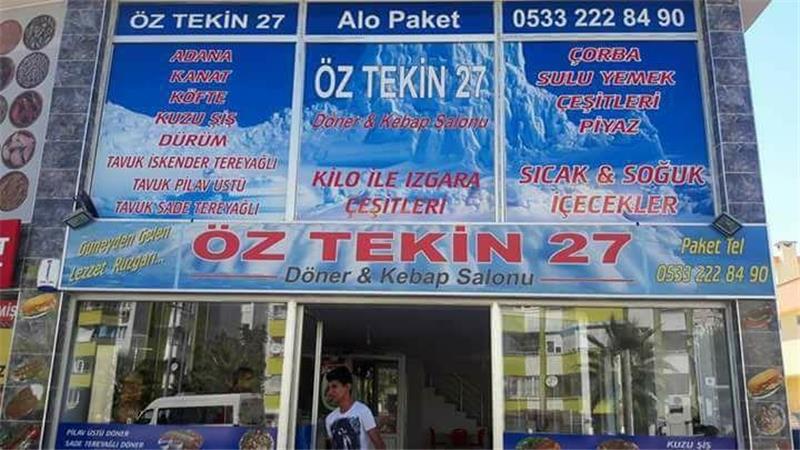 ÖZ TEKİN 27
Alo Paket
0533 222 84 90
ADANA
KANAT
KÖFTE
KUZU ŞİŞ
DÜRÜM
TAVUK İSKENDER TEREYAĞLI
TAVUK PİLAV ÜSTÜ
TAVUK SADE TEREYAĞLI
ÖZ TEKİN 27
Döner & Kebap Salonu
KİLO İLE IZGARA
ÇEŞİTLERİ
ÇORBA
SULU YEMEK
ÇEŞİTLERİ
PİYAZ
SICAK & SOĞUK
İÇECEKLER
Güneyden Gelen
Lezzet Rüzgarı...
ÖZ TEKİN 27
Döner & Kebap Salonu
Paket Tel
0533 222 84 90
PİLAV ÜSTÜ DÖNER
SADE TEREYAĞLI DÖNER
KUZU ŞİŞ